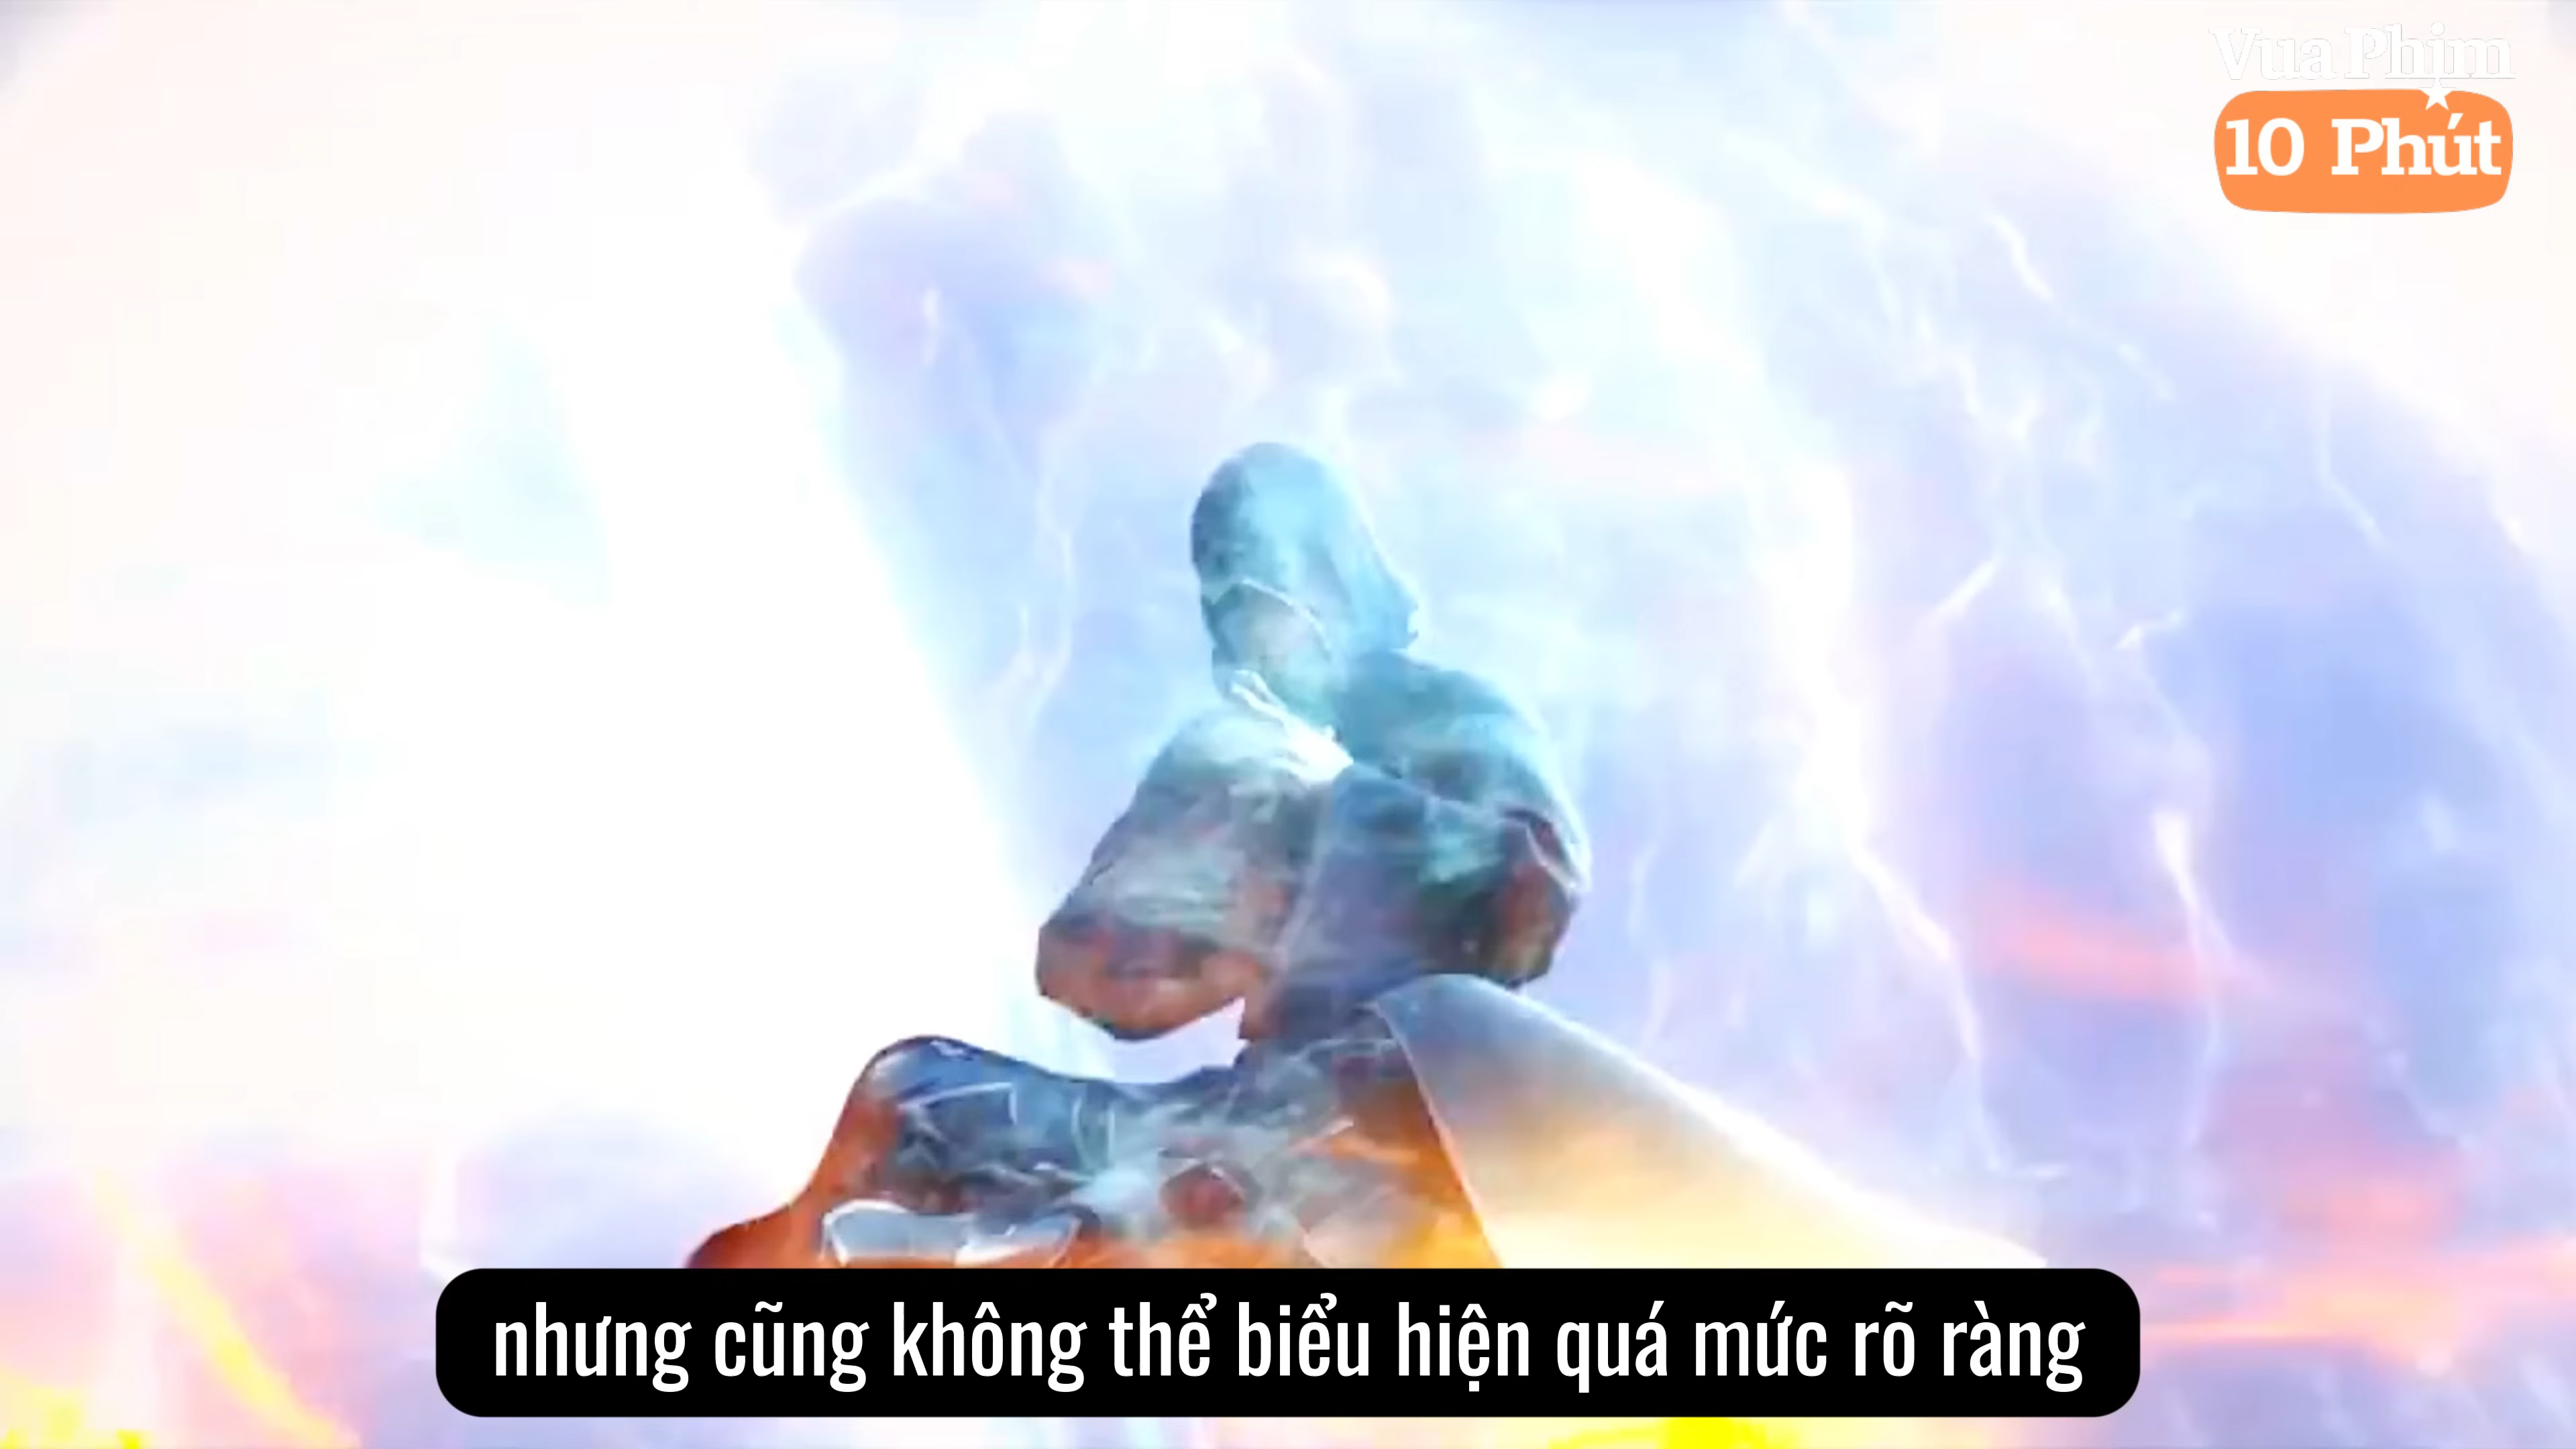 Vua Phim
10 Phút
nhưng cũng không thể biểu hiện quá mức rõ ràng